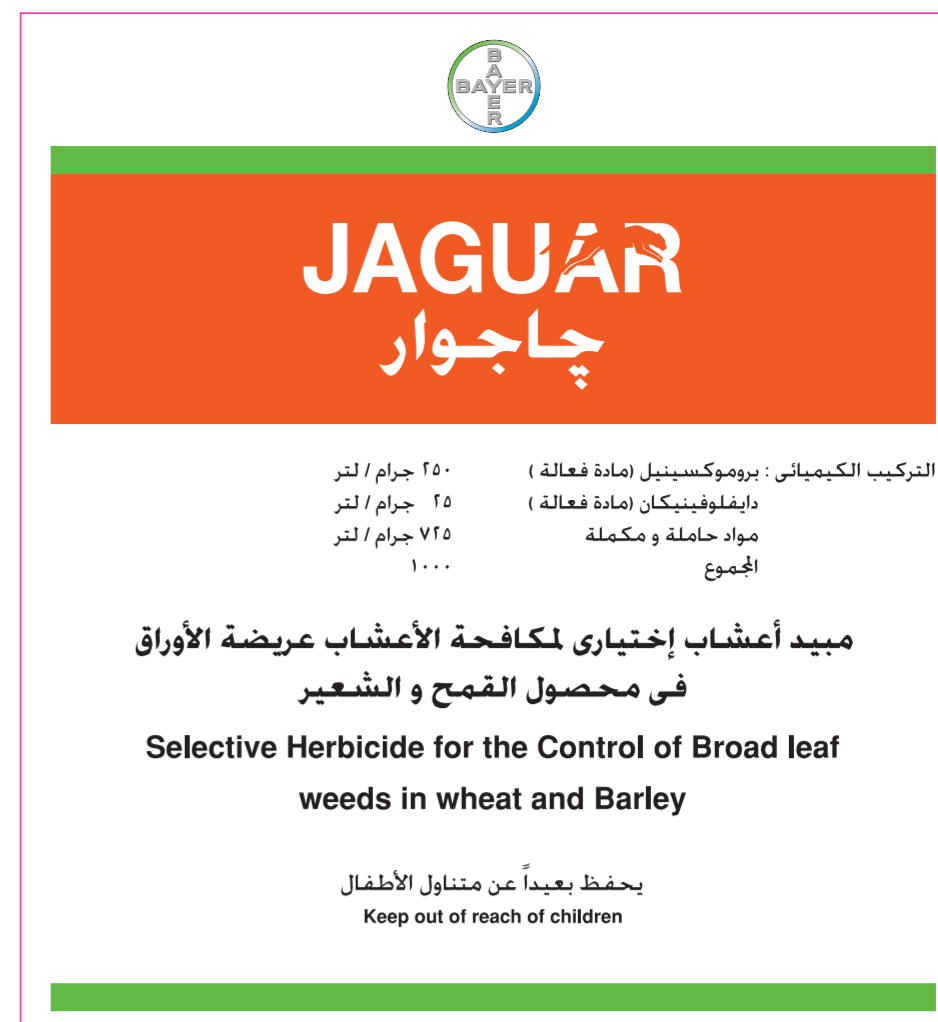 BAYER
BAYER
JAGUAR
چاجوار
التركيب الكيميائى : بروموكسينيل (مادة فعالة ) ٢٥٠ جرام / لتر
دايفلوفينيكان (مادة فعالة ) ٢٥ جرام / لتر
مواد حاملة و مكملة ٧٢٥ جرام / لتر
المجموع ١٠٠٠
مبيد أعشاب إختيارى لمكافحة الأعشاب عريضة الأوراق
فى محصول القمح و الشعير
Selective Herbicide for the Control of Broad leaf
weeds in wheat and Barley
يحفظ بعيداً عن متناول الأطفال
Keep out of reach of children